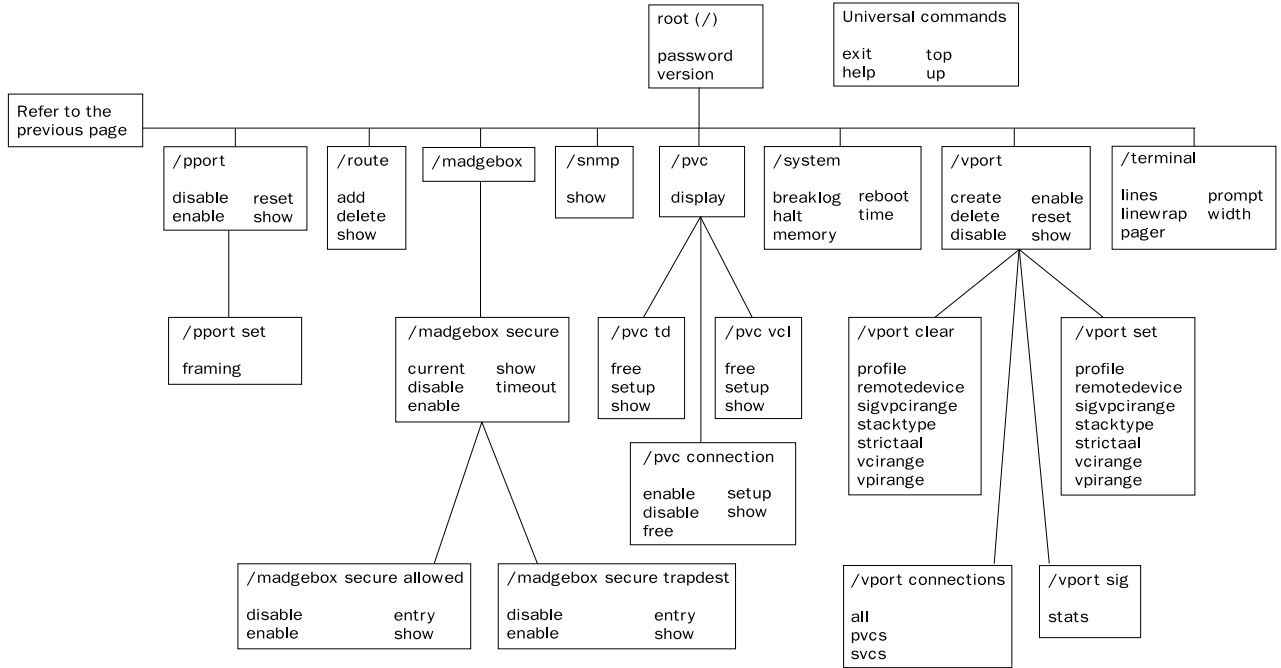 root (/)
password
version
Universal commands
exit top
help up
Refer to the
previous page
/pport
disable reset
enable show
/route
add
delete
show
/madgebox
/snmp
show
/pvc
display
/system
breaklog reboot
halt time
memory
/vport
create enable
delete reset
disable show
/terminal
lines prompt
linewrap width
pager
/pport set
framing
/madgebox secure
current show
disable timeout
enable
/pvc td
free
setup
show
/pvc vcl
free
setup
show
/vport clear
profile
remotedevice
sigvpcirange
stacktype
strictaal
vcirange
vpirange
/vport set
profile
remotedevice
sigvpcirange
stacktype
strictaal
vcirange
vpirange
/pvc connection
enable setup
disable show
free
/madgebox secure allowed
disable entry
enable show
/madgebox secure trapdest
disable entry
enable show
/vport connections
all
pvcs
svcs
/vport sig
stats